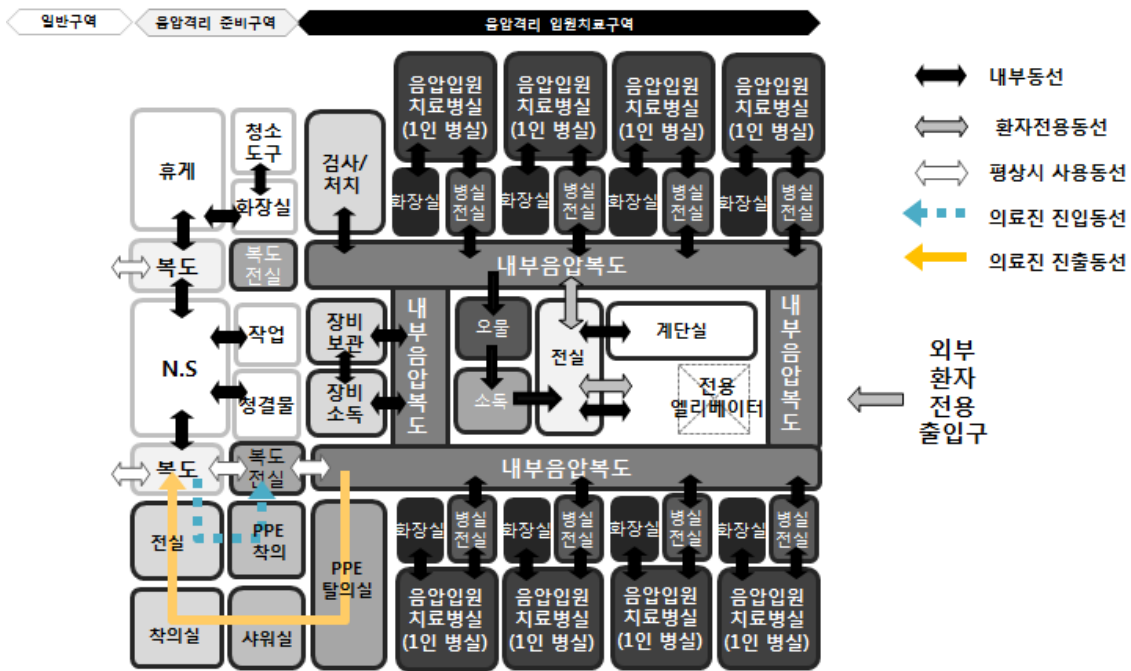 일반구역
음압격리 준비구역
음압격리 입원치료구역
음압입원
치료병실
(1인 병실)
음압입원
치료병실
(1인 병실)
음압입원
치료병실
(1인 병실)
음압입원
치료병실
(1인 병실)
내부동선
환자전용동선
평상시 사용동선
의료진 진입동선
의료진 진출동선
휴게
청소
도구
화장실
검사/
처치
화장실
병실
전실
화장실
병실
전실
화장실
병실
전실
화장실
병실
전실
복도
복도
전실
내부음압복도
N.S
작업
정결물
장비
보관
장비
소독
내부음압복도
오물
소독
전실
계단실
전용
엘리베이터
내부음압복도
외부
환자
전용
출입구
복도
복도
전실
내부음압복도
전실
PPE
착의
PPE
탈의실
착의실
샤워실
화장실
병실
전실
화장실
병실
전실
화장실
병실
전실
화장실
병실
전실
음압입원
치료병실
(1인 병실)
음압입원
치료병실
(1인 병실)
음압입원
치료병실
(1인 병실)
음압입원
치료병실
(1인 병실)